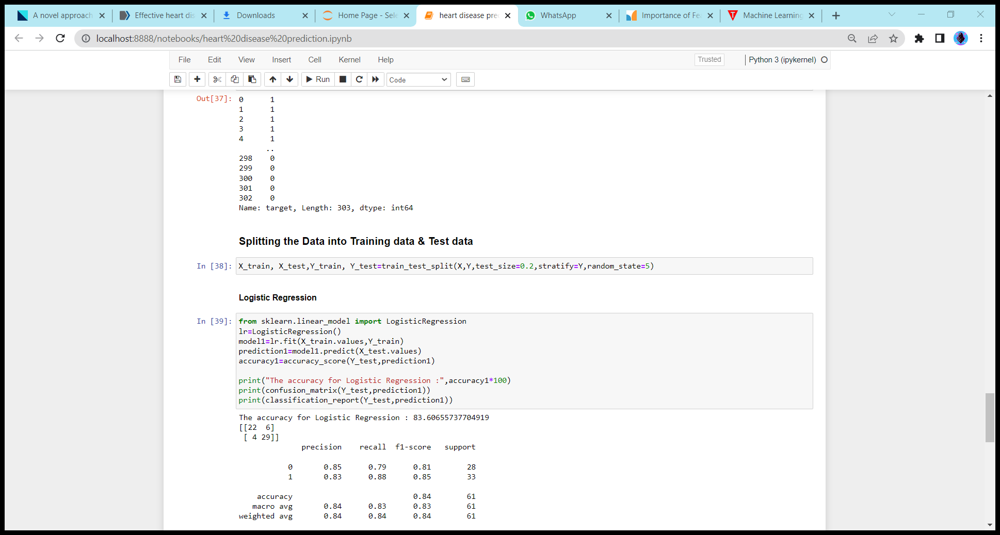 A novel approach
Effective heart dis
Downloads
Home Page - Sele
heart disease pre
WhatsApp
Importance of Fe
Machine Learning
localhost:8888/notebooks/heart%20disease%20prediction.ipynb
File Edit View Insert Cell Kernel Help
Trusted
Python 3 (ipykernel)
Run
Code
Out[37]: 0 1
1 1
2 1
3 1
4 1
..
298 0
299 0
300 0
301 0
302 0
Name: target, Length: 303, dtype: int64
Splitting the Data into Training data & Test data
In [38]: X_train, X_test,Y_train, Y_test=train_test_split(X,Y,test_size=0.2,stratify=Y,random_state=5)
Logistic Regression
In [39]: from sklearn.linear_model import LogisticRegression
lr=LogisticRegression()
model1=lr.fit(X_train.values,Y_train)
prediction1=model1.predict(X_test.values)
accuracy1=accuracy_score(Y_test,prediction1)
print("The accuracy for Logistic Regression :",accuracy1*100)
print(confusion_matrix(Y_test,prediction1))
print(classification_report(Y_test,prediction1))
The accuracy for Logistic Regression : 83.60655737704919
[[22 6]
[ 4 29]]
precision recall f1-score support
0 0.85 0.79 0.81 28
1 0.83 0.88 0.85 33
accuracy 0.84 61
macro avg 0.84 0.83 0.83 61
weighted avg 0.84 0.84 0.84 61